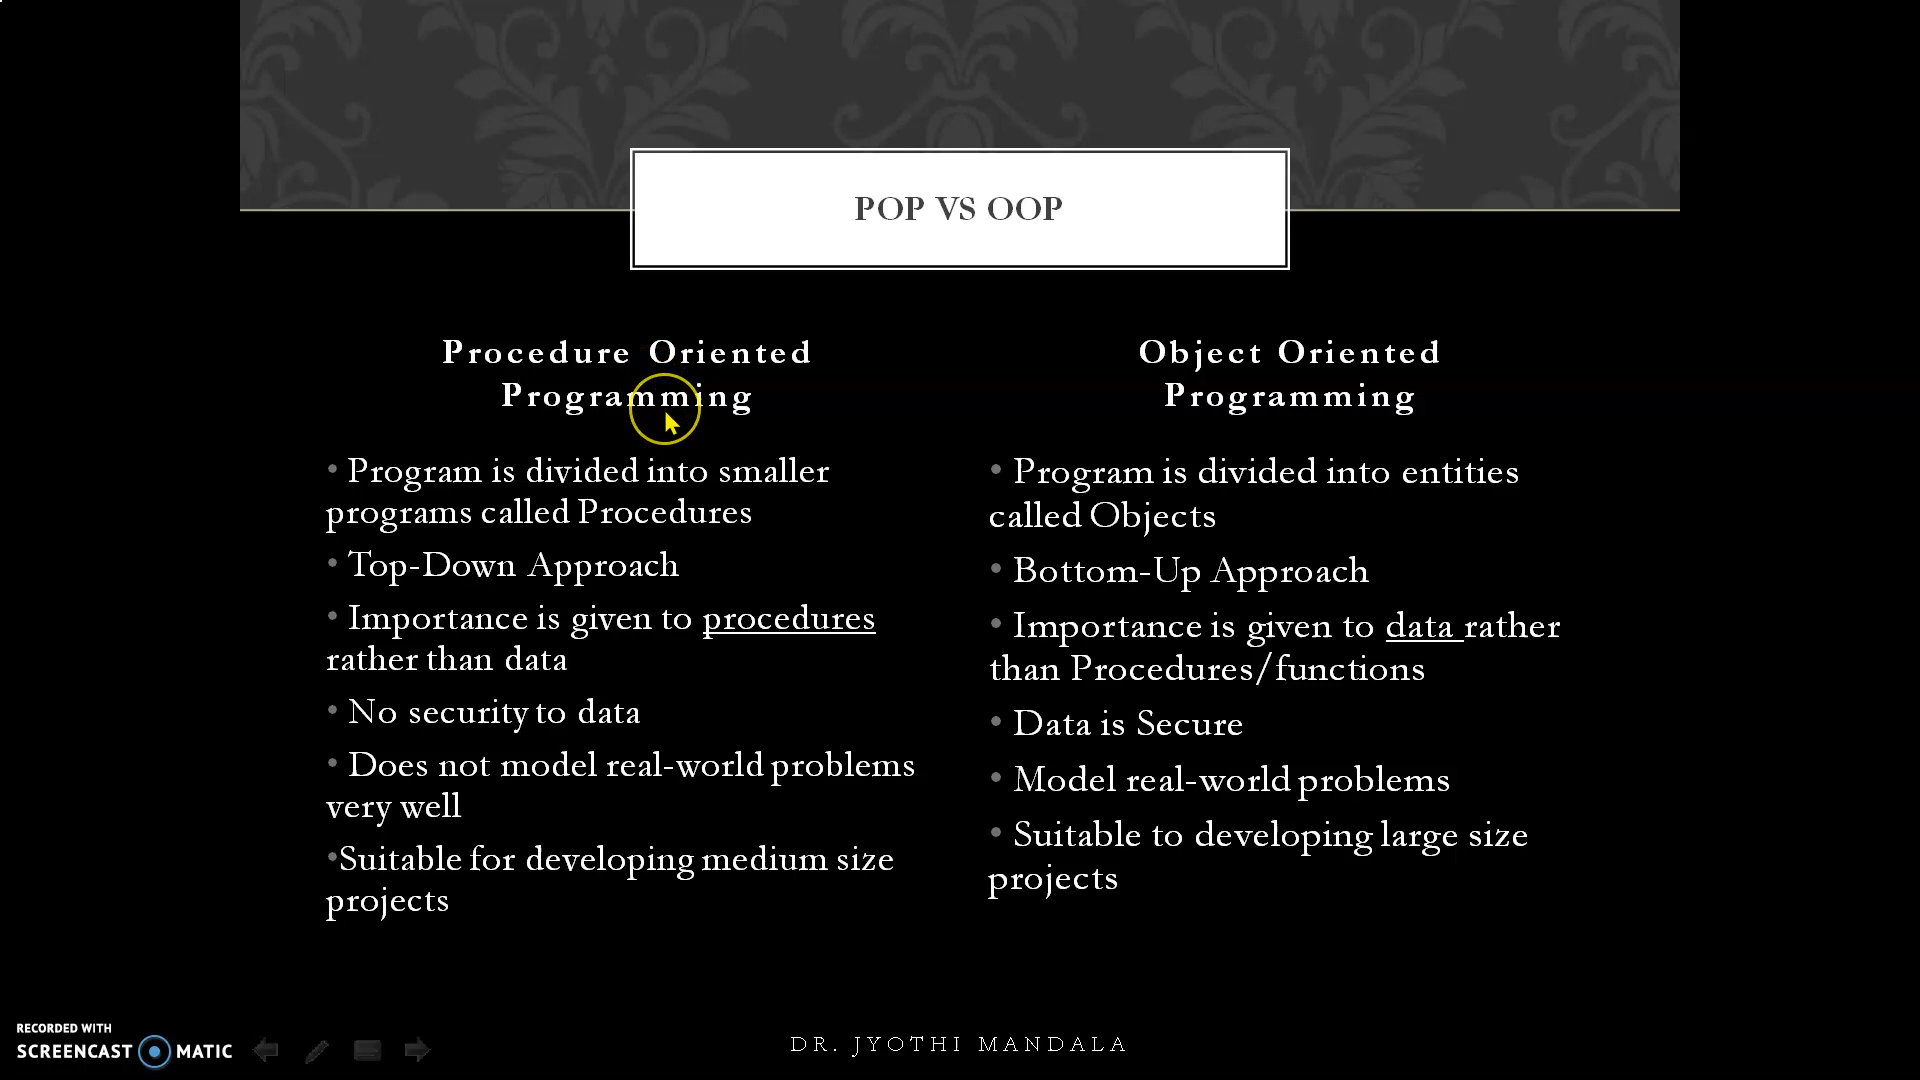 POP VS OOP
Procedure Oriented
Programming
• Program is divided into smaller
programs called Procedures
• Top-Down Approach
• Importance is given to procedures
rather than data
• No security to data
• Does not model real-world problems
very well
•Suitable for developing medium size
projects
Object Oriented
Programming
• Program is divided into entities
called Objects
• Bottom-Up Approach
• Importance is given to data rather
than Procedures/functions
• Data is Secure
• Model real-world problems
• Suitable to developing large size
projects
RECORDED WITH
SCREENCAST MATIC
DR. JYOTHI MANDALA